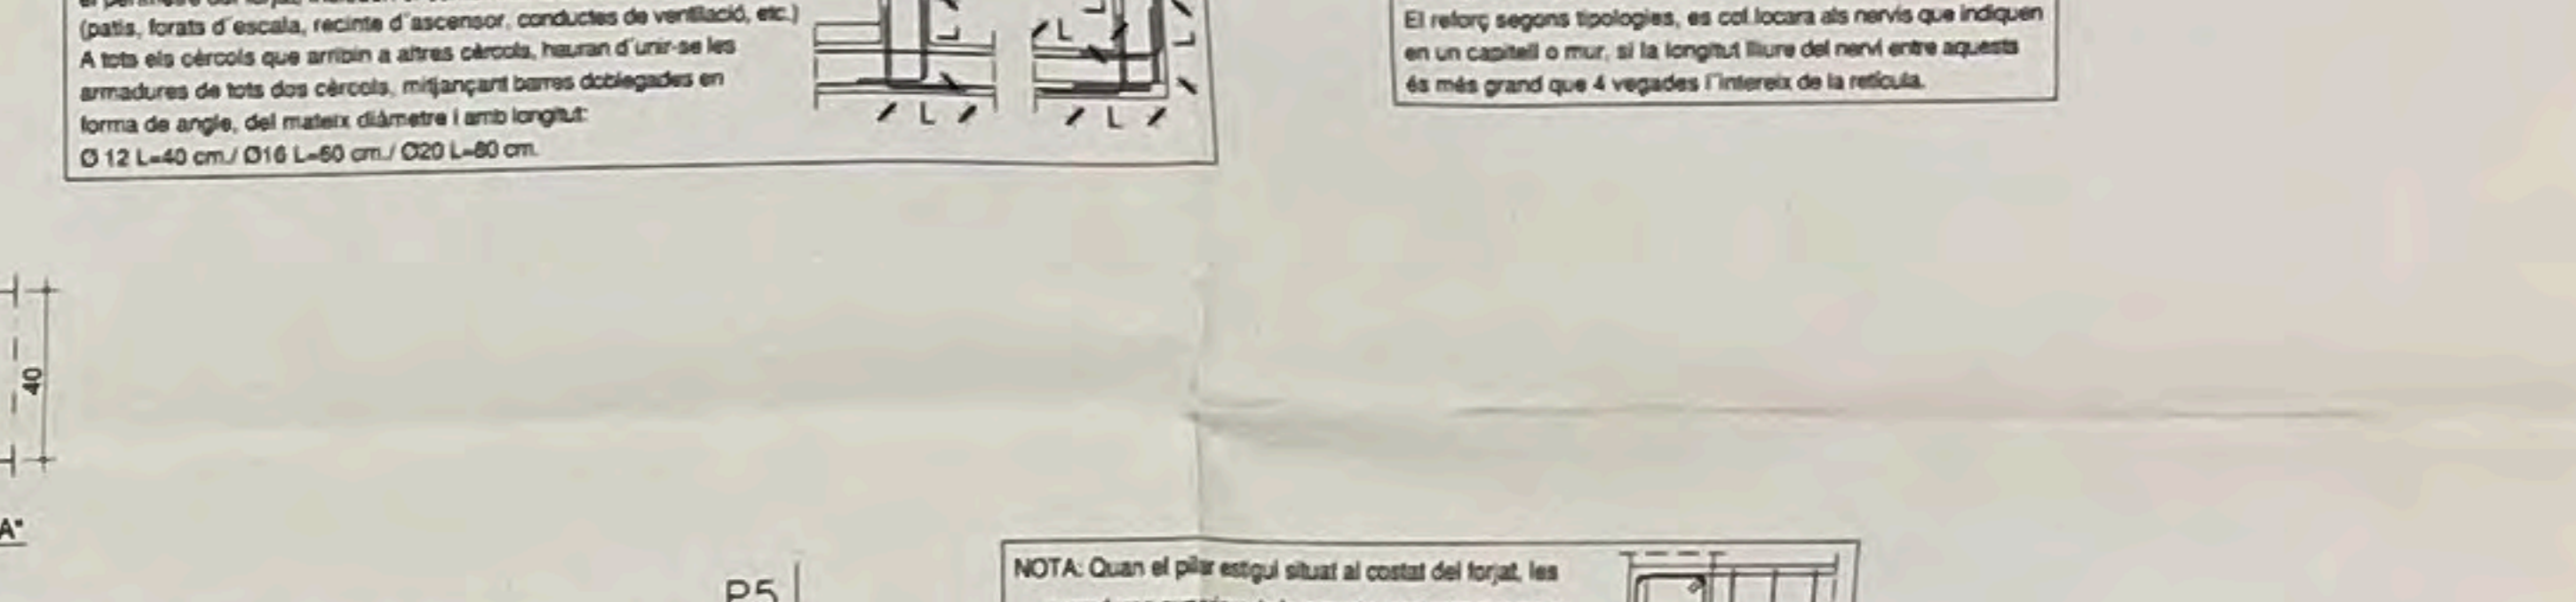 (patis, forats d´escala, recinte d´ascensor, conductes de ventilació, etc.)
A tots els cèrcols que arribin a altres cèrcols, hauran d´unir-se les
armadures de tots dos cèrcols, mitjançant barres doblegades en
forma de angle, del mateix diàmetre i amb longitut:
Ø 12 L=40 cm./ Ø16 L=60 cm./ Ø20 L=80 cm.
L
L
L
L
L
El reforç segons tipologies, es col.locara als nervis que indiquen
en un capitell o mur, si la longitut lliure del nervi entre aquests
és més grand que 4 vegades l´intereix de la retícula.
40
A"
P5
NOTA: Quan el pilar estigui situat al costat del forjat, les